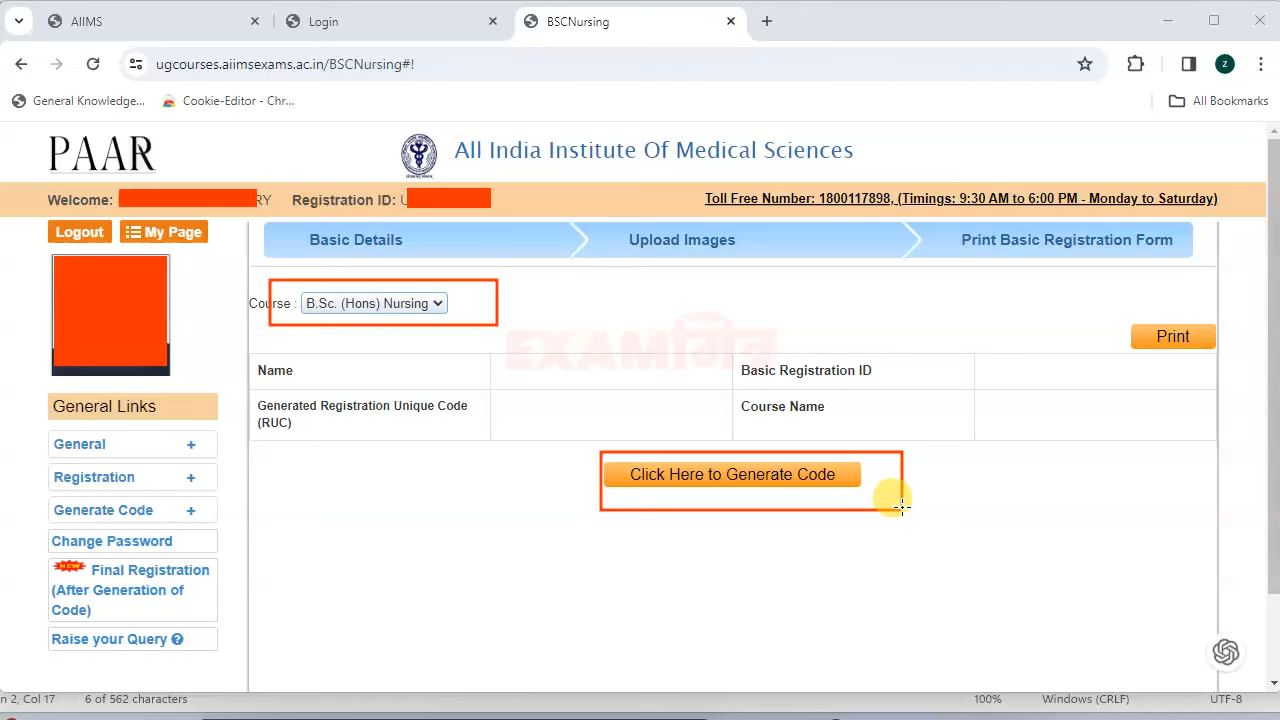 AIIMS
Login
BSCNursing
ugcourses.aiimsexams.ac.in/BSCNursing#!
General Knowledge...
Cookie-Editor - Chr...
All Bookmarks
PAAR
All India Institute Of Medical Sciences
Welcome: RY
Registration ID: U
Toll Free Number: 1800117898, (Timings: 9:30 AM to 6:00 PM - Monday to Saturday)
Logout
My Page
Basic Details
Upload Images
Print Basic Registration Form
Course : B.Sc. (Hons) Nursing
EXAMमित्र
Print
Name
Basic Registration ID
Generated Registration Unique Code
(RUC)
Course Name
Click Here to Generate Code
General Links
General +
Registration +
Generate Code +
Change Password
NEW Final Registration
(After Generation of
Code)
Raise your Query ?
n 2, Col 17
6 of 562 characters
100%
Windows (CRLF)
UTF-8